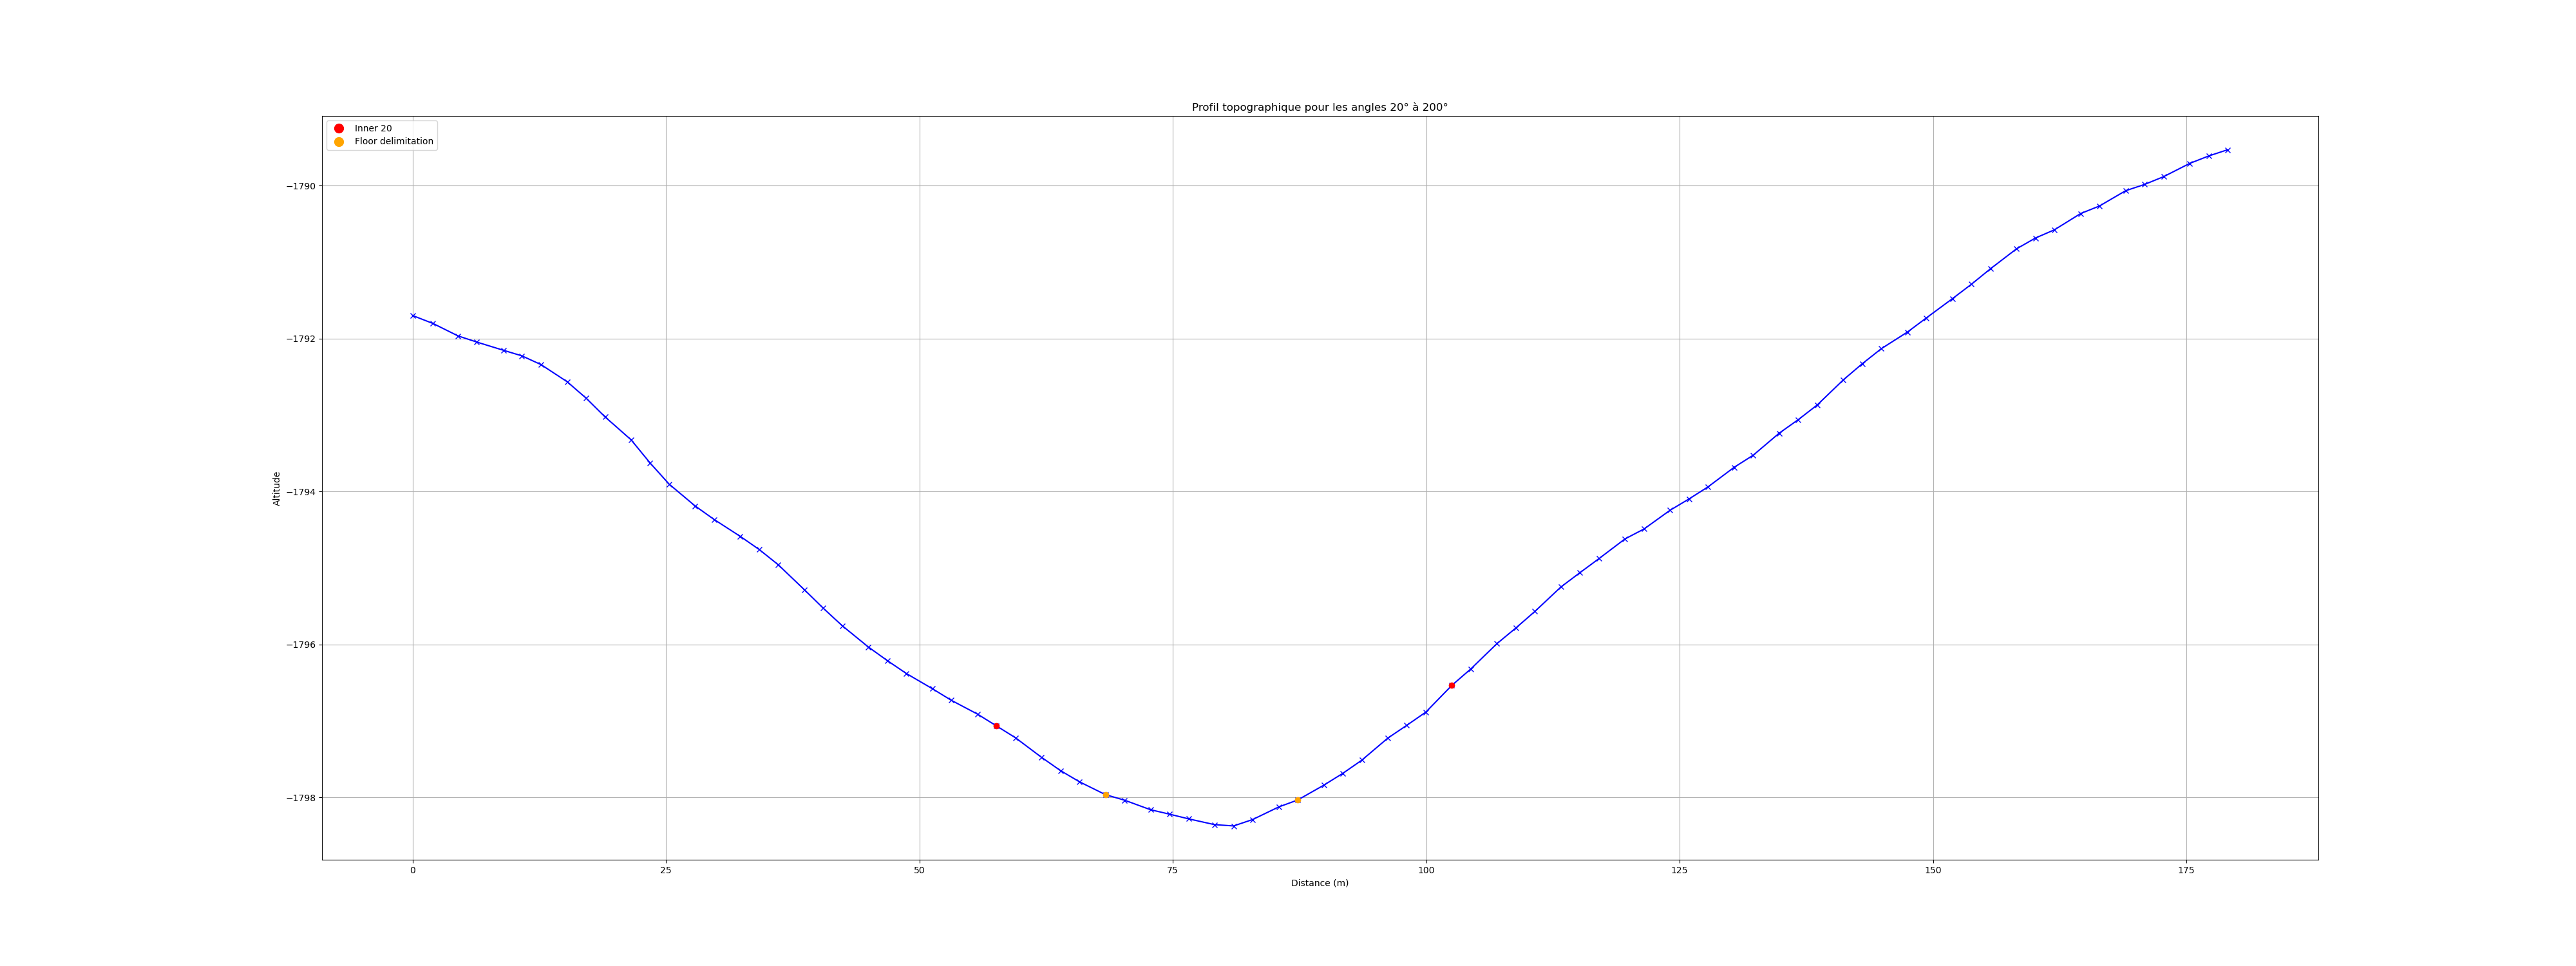 Profil topographique pour les angles 20° à 200°
Inner 20
Floor delimitation
Altitude
−1790
−1792
−1794
−1796
−1798
0 25 50 75 100 125 150 175
Distance (m)